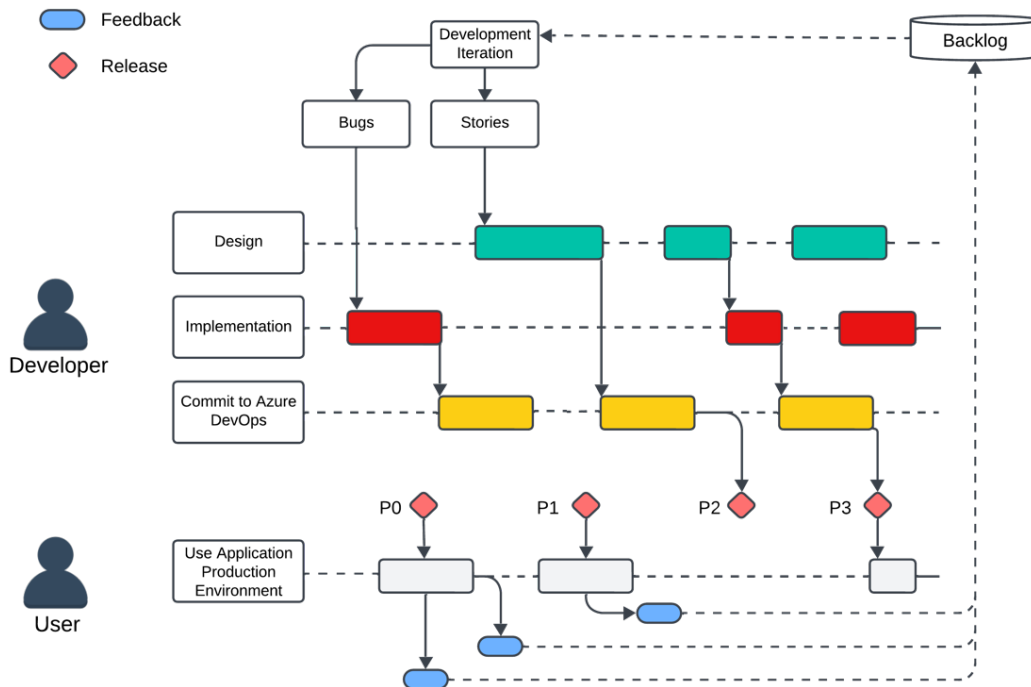 Feedback
Release
Development
Iteration
Backlog
Bugs
Stories
Design
Implementation
Developer
Commit to Azure
DevOps
P0
P1
P2
P3
Use Application
Production
Environment
User